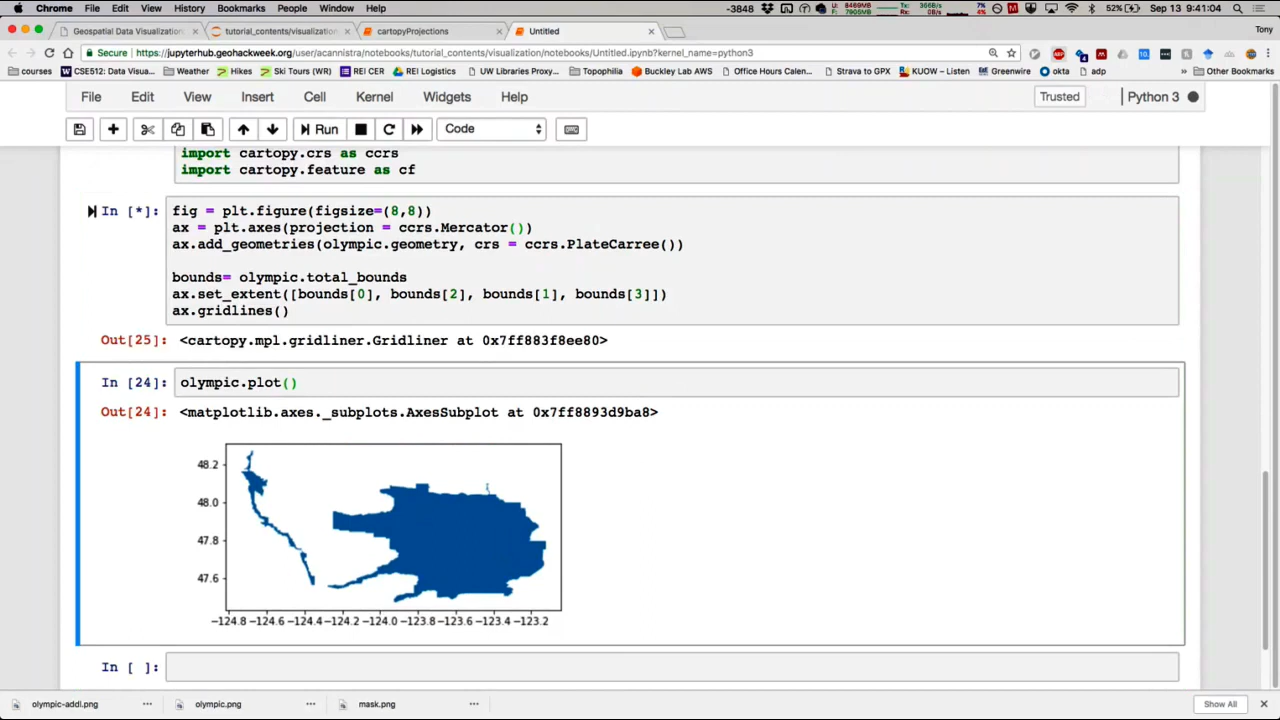 Chrome File Edit View History Bookmarks People Window Help -3848 52% Sep 13 9:41:04
Geospatial Data Visualization tutorial_contents/visualization cartopyProjections Untitled Tony
Secure https://jupyterhub.geohackweek.org/user/acannistra/notebooks/tutorial_contents/visualization/notebooks/Untitled.ipynb?kernel_name=python3
courses CSE512: Data Visua... Weather Hikes Ski Tours (WR) REI CER REI Logistics UW Libraries Proxy... Topophilia Buckley Lab AWS Office Hours Calen... Strava to GPX KUOW – Listen Greenwire okta adp » Other Bookmarks
File Edit View Insert Cell Kernel Widgets Help Trusted Python 3
Run Code
import cartopy.crs as ccrs
import cartopy.feature as cf
In [*]: fig = plt.figure(figsize=(8,8))
ax = plt.axes(projection = ccrs.Mercator())
ax.add_geometries(olympic.geometry, crs = ccrs.PlateCarree())
bounds= olympic.total_bounds
ax.set_extent([bounds[0], bounds[2], bounds[1], bounds[3]])
ax.gridlines()
Out[25]: <cartopy.mpl.gridliner.Gridliner at 0x7ff883f8ee80>
In [24]: olympic.plot()
Out[24]: <matplotlib.axes._subplots.AxesSubplot at 0x7ff8893d9ba8>
48.2
48.0
47.8
47.6
−124.8 −124.6 −124.4 −124.2 −124.0 −123.8 −123.6 −123.4 −123.2
In [ ]:
olympic-addl.png olympic.png mask.png Show All